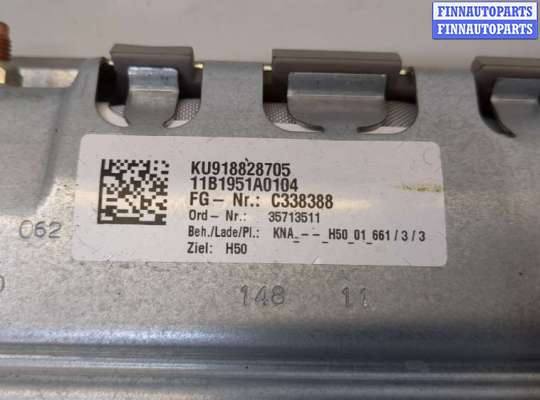 FINNAUTOPARTS
FINNAUTOPARTS
KU918828705
11B1951A0104
FG- Nr.: C338388
Ord- Nr.: 35713511
Beh./Lade/Pl.: KNA_- -_H50_01_661 / 3 / 3
Ziel: H50
062
148 11